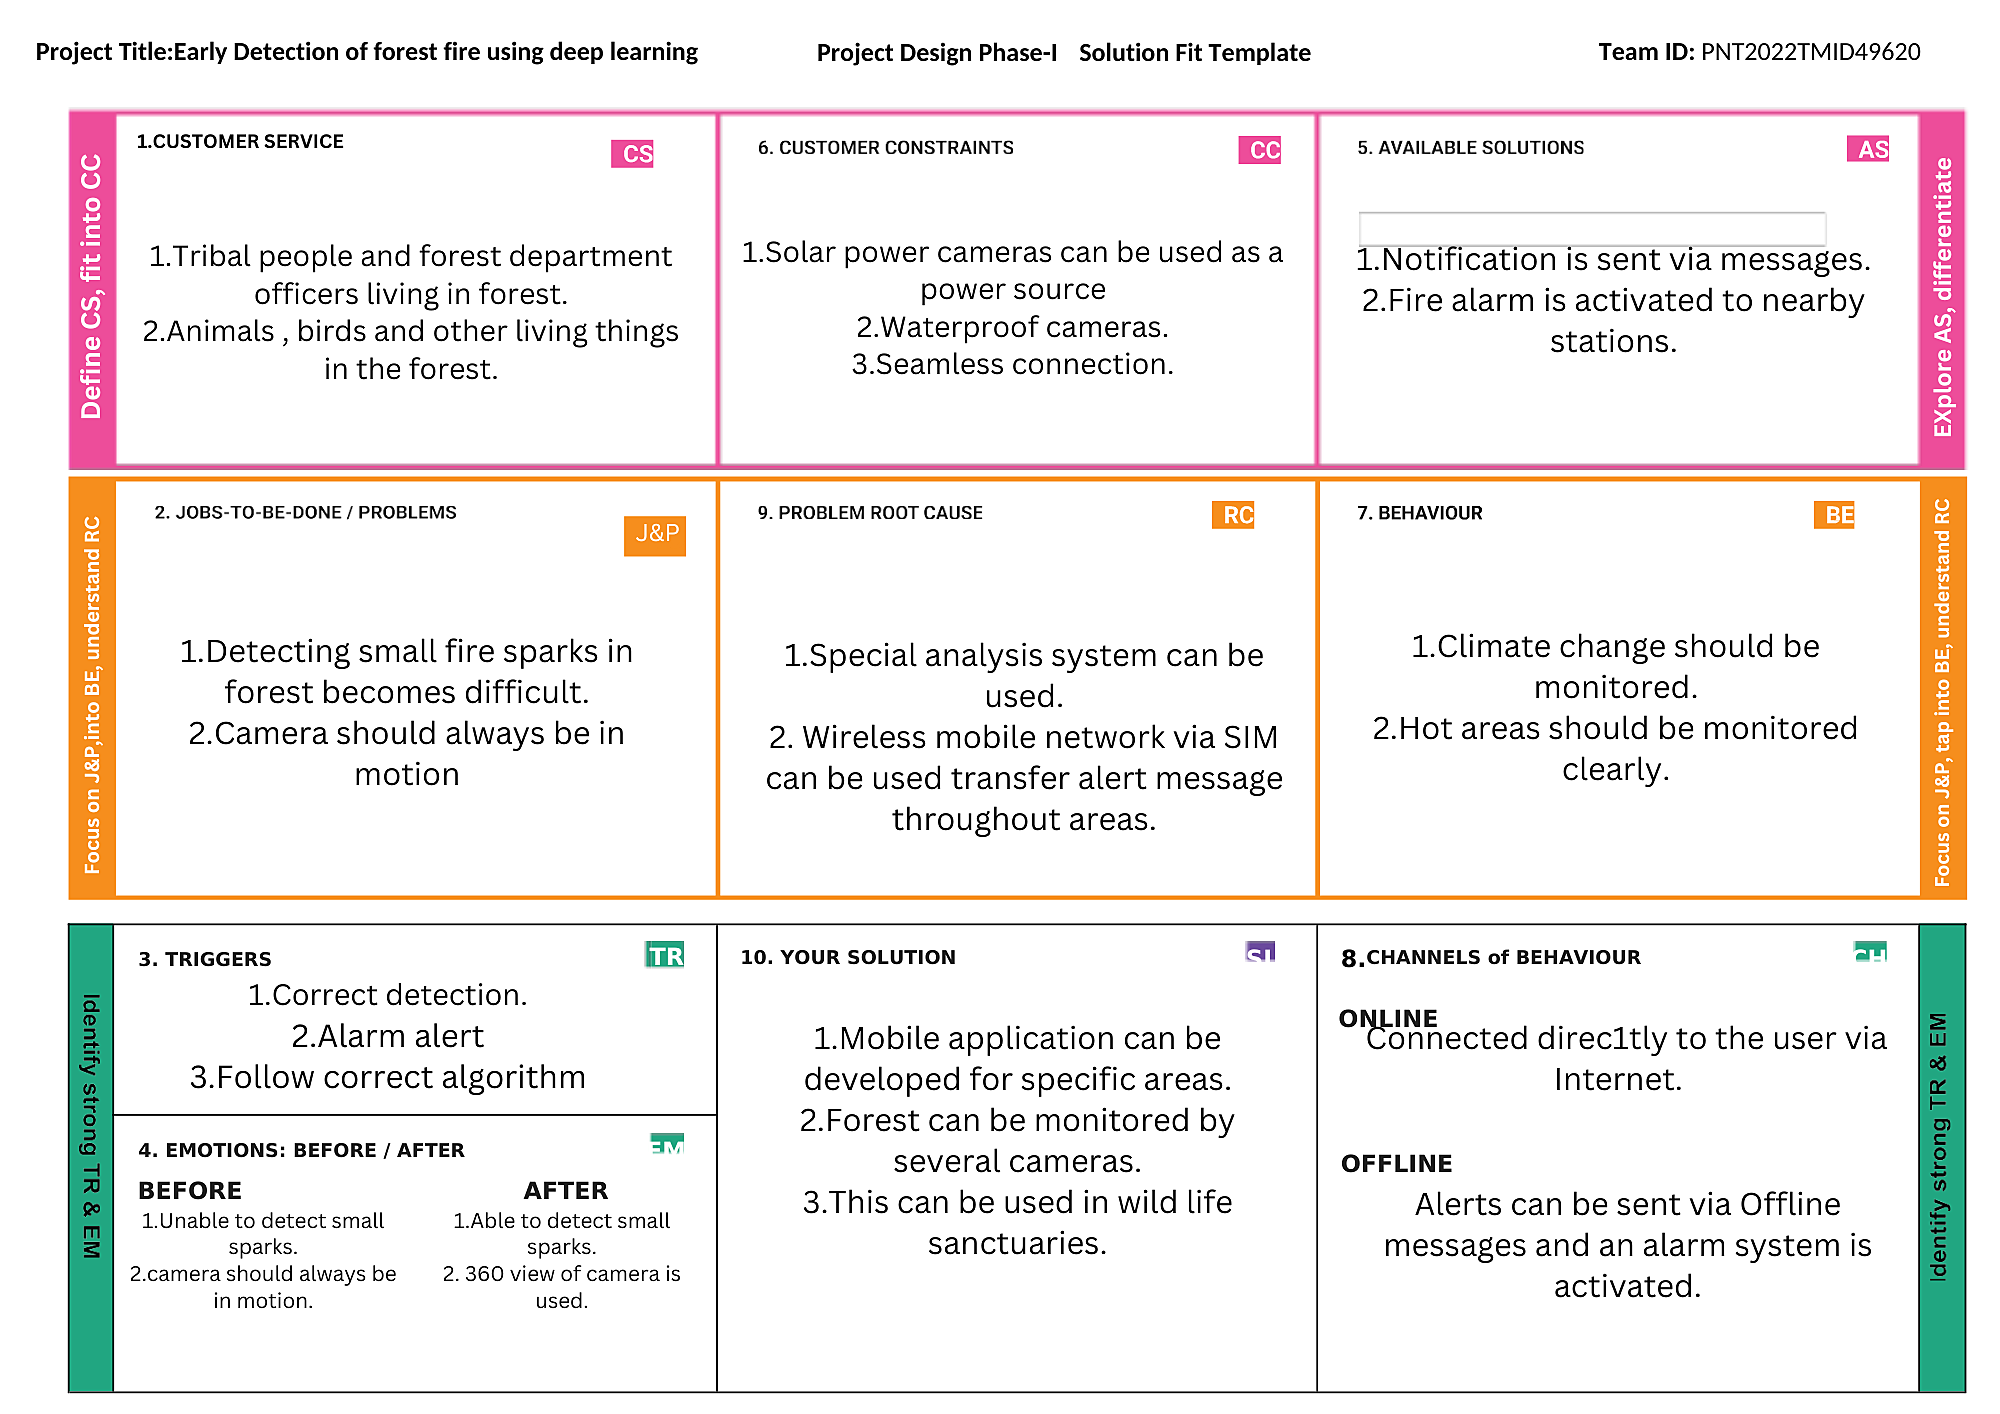 Project Title:Early Detection of forest fire using deep learning
Project Design Phase-I Solution Fit Template
Team ID: PNT2022TMID49620
Define CS, fit into CC
1.CUSTOMER SERVICE
CS
1.Tribal people and forest department
officers living in forest.
2.Animals , birds and other living things
in the forest.
6. CUSTOMER CONSTRAINTS
CC
1.Solar power cameras can be used as a
power source
2.Waterproof cameras.
3.Seamless connection.
5. AVAILABLE SOLUTIONS
AS
1.Notification is sent via messages.
2.Fire alarm is activated to nearby
stations.
EXplore AS, differentiate
Focus on J&P,into BE, understand RC
2. JOBS-TO-BE-DONE / PROBLEMS
J&P
1.Detecting small fire sparks in
forest becomes difficult.
2.Camera should always be in
motion
9. PROBLEM ROOT CAUSE
RC
1.Special analysis system can be
used.
2. Wireless mobile network via SIM
can be used transfer alert message
throughout areas.
7. BEHAVIOUR
BE
1.Climate change should be
monitored.
2.Hot areas should be monitored
clearly.
Focus on J&P, tap into BE, understand RC
Identify strong TR & EM
3. TRIGGERS
TR
1.Correct detection.
2.Alarm alert
3.Follow correct algorithm
4. EMOTIONS: BEFORE / AFTER
EM
BEFORE
1.Unable to detect small
sparks.
2.camera should always be
in motion.
AFTER
1.Able to detect small
sparks.
2. 360 view of camera is
used.
10. YOUR SOLUTION
SL
1.Mobile application can be
developed for specific areas.
2.Forest can be monitored by
several cameras.
3.This can be used in wild life
sanctuaries.
8.CHANNELS of BEHAVIOUR
CH
ONLINE
Connected direc1tly to the user via
Internet.
OFFLINE
Alerts can be sent via Offline
messages and an alarm system is
activated.
Identify strong TR & EM